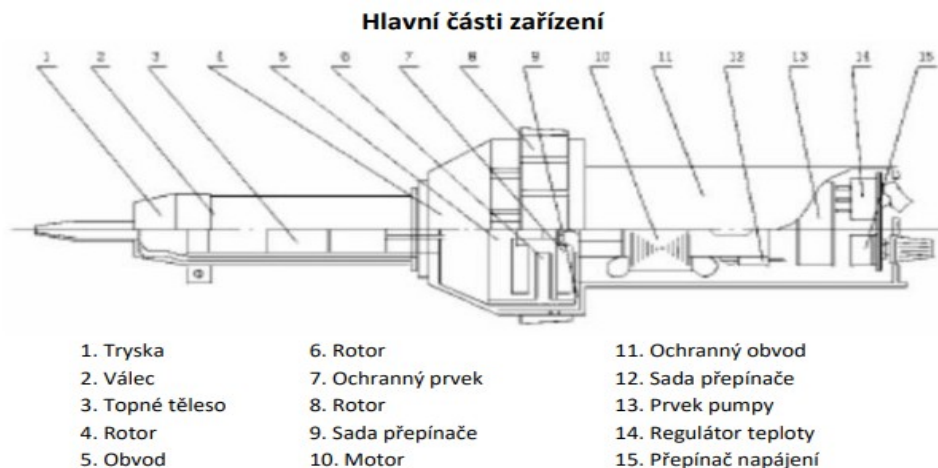 Hlavní části zařízení
1 2 3 4 5 6 7 8 9 10 11 12 13 14 15
1. Tryska
2. Válec
3. Topné těleso
4. Rotor
5. Obvod
6. Rotor
7. Ochranný prvek
8. Rotor
9. Sada přepínače
10. Motor
11. Ochranný obvod
12. Sada přepínače
13. Prvek pumpy
14. Regulátor teploty
15. Přepínač napájení